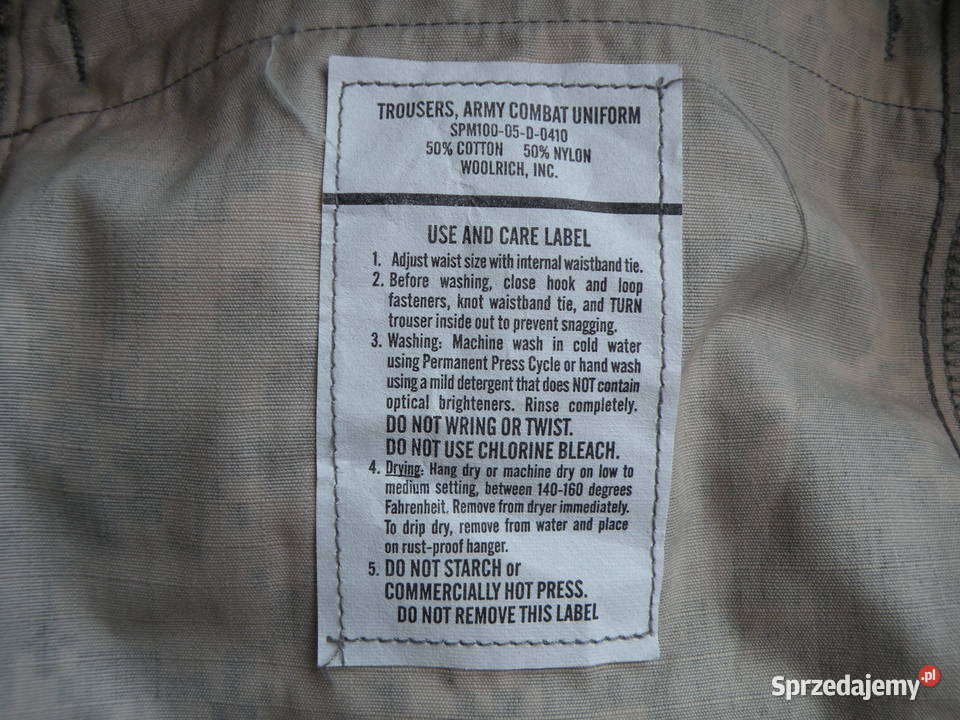 TROUSERS, ARMY COMBAT UNIFORM
SPM100-05-D-0410
50% COTTON 50% NYLON
WOOLRICH, INC.
USE AND CARE LABEL
1. Adjust waist size with internal waistband tie.
2. Before washing, close hook and loop
fasteners, knot waistband tie, and TURN
trouser inside out to prevent snagging.
3. Washing: Machine wash in cold water
using Permanent Press Cycle or hand wash
using a mild detergent that does NOT contain
optical brighteners. Rinse completely.
DO NOT WRING OR TWIST.
DO NOT USE CHLORINE BLEACH.
4. Drying: Hang dry or machine dry on low to
medium setting, between 140-160 degrees
Fahrenheit. Remove from dryer immediately.
To drip dry, remove from water and place
on rust-proof hanger.
5. DO NOT STARCH or
COMMERCIALLY HOT PRESS.
DO NOT REMOVE THIS LABEL
Sprzedajemy.pl